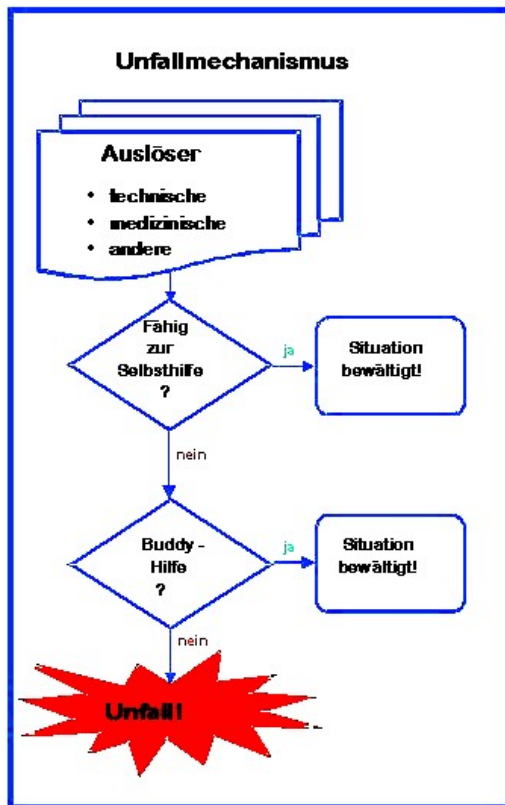 Unfallmechanismus
Auslöser
• technische
• medizinische
• andere
Fähig
zur
Selbsthilfe
?
ja
Situation
bewältigt!
nein
Buddy -
Hilfe
?
ja
Situation
bewältigt!
nein
Unfall!